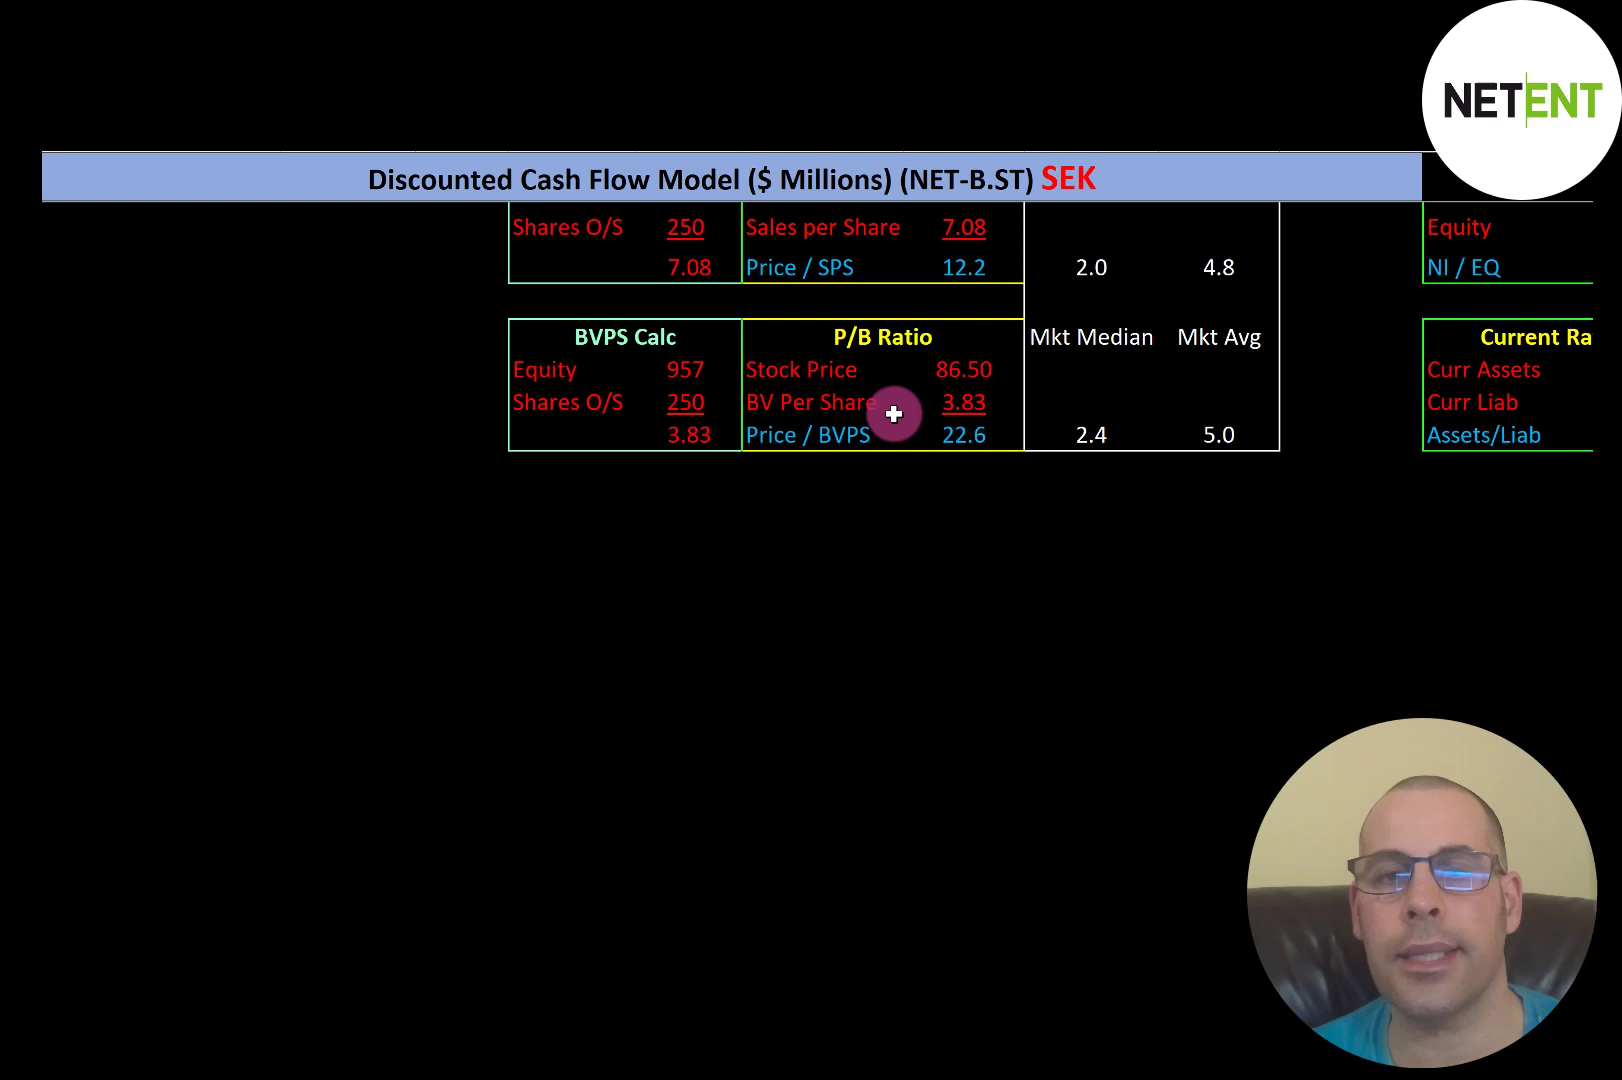 NETENT
Discounted Cash Flow Model ($ Millions) (NET-B.ST) SEK
Shares O/S 250 Sales per Share 7.08 Equity
7.08 Price / SPS 12.2 2.0 4.8 NI / EQ
BVPS Calc P/B Ratio Mkt Median Mkt Avg Current Ra
Equity 957 Stock Price 86.50 Curr Assets
Shares O/S 250 BV Per Share 3.83 Curr Liab
3.83 Price / BVPS 22.6 2.4 5.0 Assets/Liab